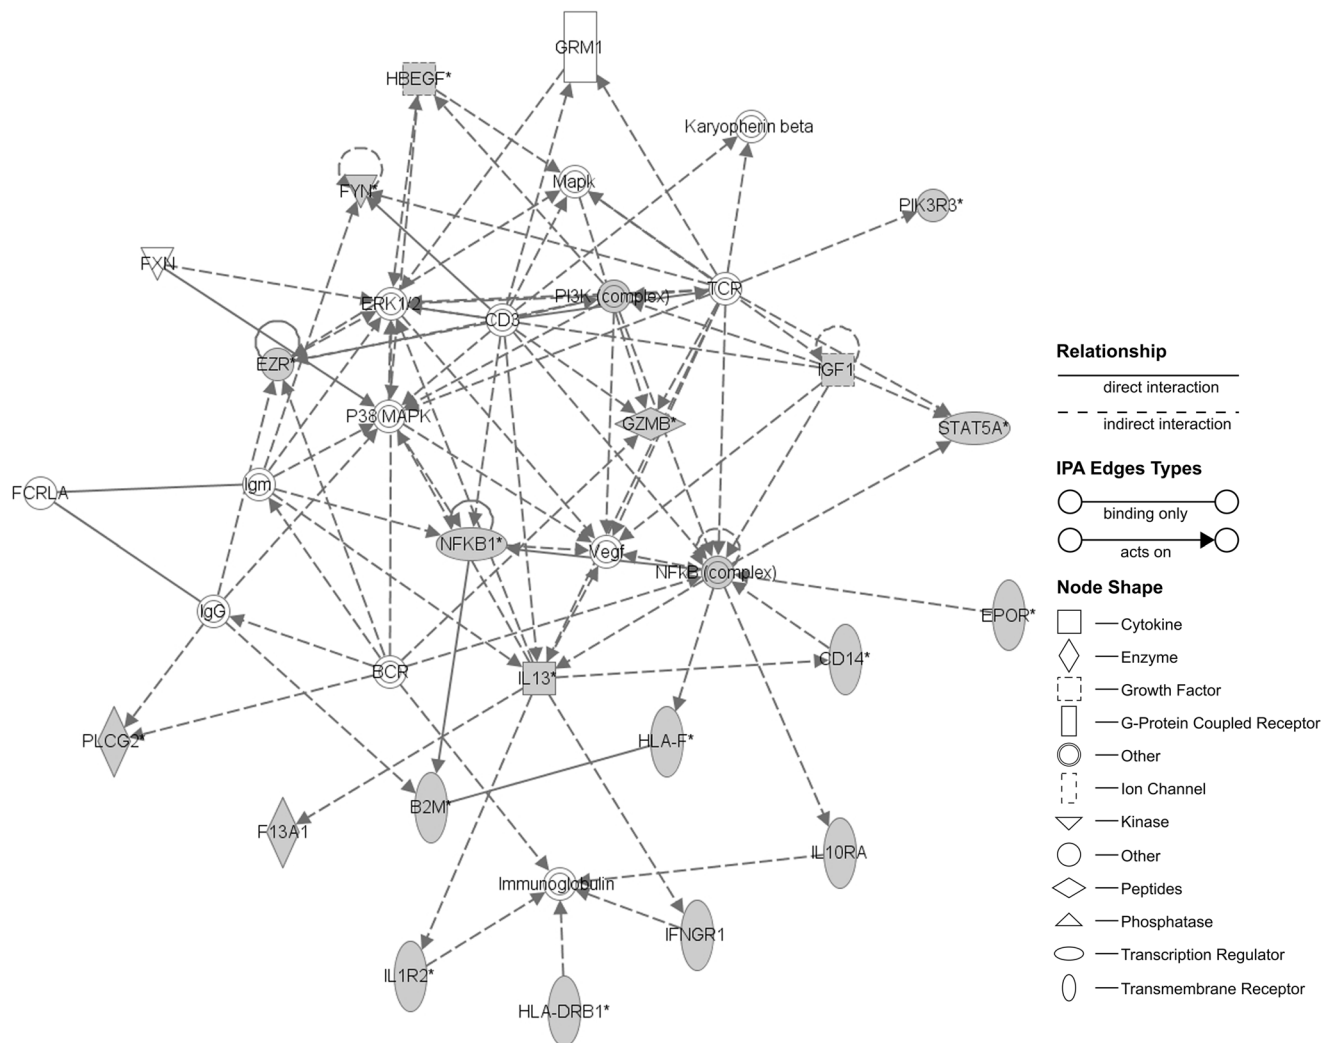 GRM1
HBEGF*
Karyopherin beta
Mapk
FYN*
PIK3R3*
FXN
ERK1/2
PI3K (complex)
TCR
CD3
EZR*
IGF1
P38 MAPK
GZMB*
STAT5A*
FCRLA
Igm
NFKB1*
Vegf
NFkB (complex)
IgG
EPOR*
BCR
IL13*
CD14*
PLCG2*
HLA-F*
B2M*
F13A1
IL10RA
Immunoglobulin
IFNGR1
IL1R2*
HLA-DRB1*
Relationship
direct interaction
indirect interaction
IPA Edges Types
binding only
acts on
Node Shape
Cytokine
Enzyme
Growth Factor
G-Protein Coupled Receptor
Other
Ion Channel
Kinase
Other
Peptides
Phosphatase
Transcription Regulator
Transmembrane Receptor